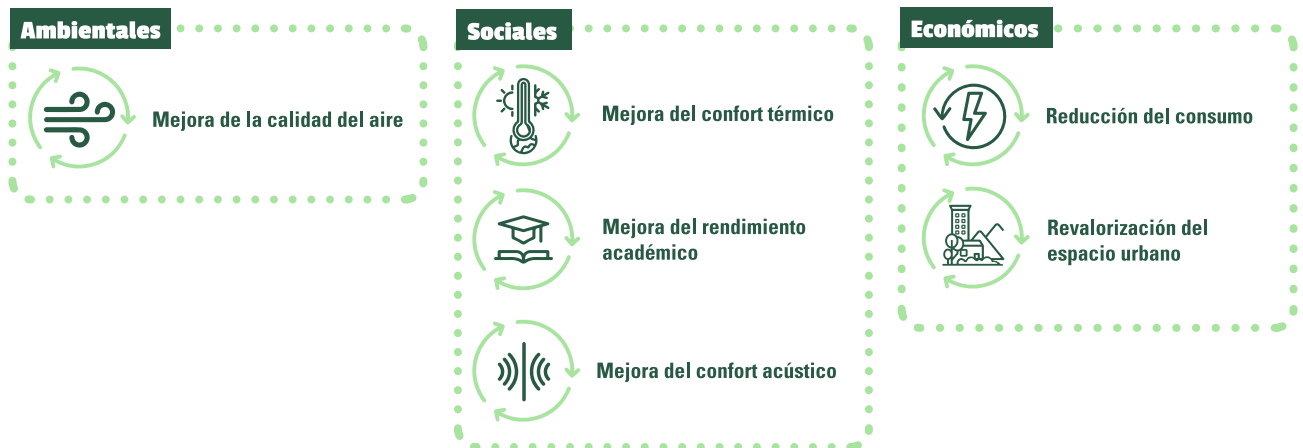 Ambientales
Mejora de la calidad del aire
Sociales
Mejora del confort térmico
Mejora del rendimiento
académico
Mejora del confort acústico
Económicos
Reducción del consumo
Revalorización del
espacio urbano